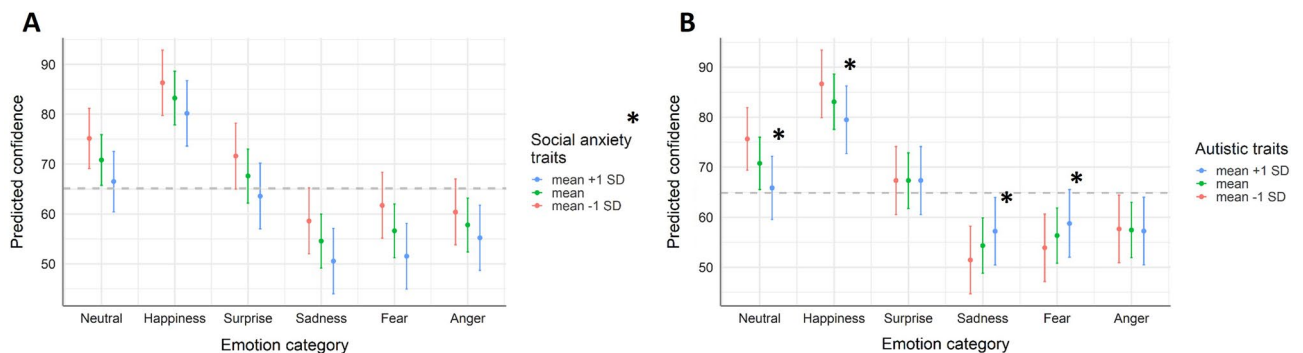 A
Predicted confidence
90
80
70
60
50
Neutral Happiness Surprise Sadness Fear Anger
Emotion category
*
Social anxiety
traits
mean +1 SD
mean
mean -1 SD
B
Predicted confidence
90
80
70
60
50
* * * *
Neutral Happiness Surprise Sadness Fear Anger
Emotion category
Autistic traits
mean +1 SD
mean
mean -1 SD